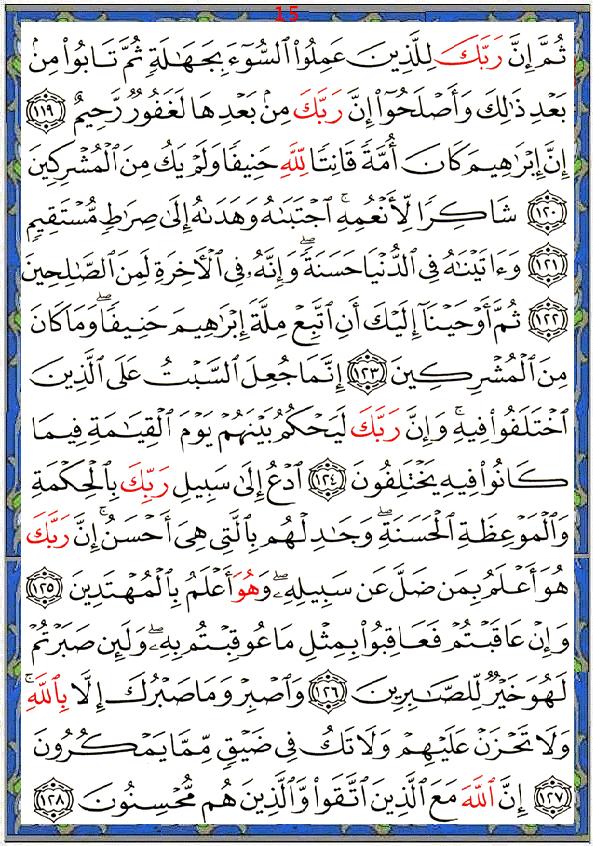 15
ثُمَّ إِنَّ رَبَّكَ لِلَّذِينَ عَمِلُوا۟ ٱلسُّوٓءَ بِجَهَـٰلَةٍ ثُمَّ تَابُوا۟ مِنۢ
بَعْدِ ذَٰلِكَ وَأَصْلَحُوٓا۟ إِنَّ رَبَّكَ مِنۢ بَعْدِهَا لَغَفُورٌ رَّحِيمٌ ﴿١١٩﴾
إِنَّ إِبْرَٰهِيمَ كَانَ أُمَّةً قَانِتًا لِّلَّهِ حَنِيفًا وَلَمْ يَكُ مِنَ ٱلْمُشْرِكِينَ
﴿١٢٠﴾ شَاكِرًا لِّأَنْعُمِهِ ۚ ٱجْتَبَىٰهُ وَهَدَىٰهُ إِلَىٰ صِرَٰطٍ مُّسْتَقِيمٍ
﴿١٢١﴾ وَءَاتَيْنَـٰهُ فِى ٱلدُّنْيَا حَسَنَةً ۖ وَإِنَّهُۥ فِى ٱلْـَٔاخِرَةِ لَمِنَ ٱلصَّـٰلِحِينَ
﴿١٢٢﴾ ثُمَّ أَوْحَيْنَآ إِلَيْكَ أَنِ ٱتَّبِعْ مِلَّةَ إِبْرَٰهِيمَ حَنِيفًا ۖ وَمَا كَانَ
مِنَ ٱلْمُشْرِكِينَ ﴿١٢٣﴾ إِنَّمَا جُعِلَ ٱلسَّبْتُ عَلَى ٱلَّذِينَ
ٱخْتَلَفُوا۟ فِيهِ ۚ وَإِنَّ رَبَّكَ لَيَحْكُمُ بَيْنَهُمْ يَوْمَ ٱلْقِيَـٰمَةِ فِيمَا
كَانُوا۟ فِيهِ يَخْتَلِفُونَ ﴿١٢٤﴾ ٱدْعُ إِلَىٰ سَبِيلِ رَبِّكَ بِٱلْحِكْمَةِ
وَٱلْمَوْعِظَةِ ٱلْحَسَنَةِ ۖ وَجَـٰدِلْهُم بِٱلَّتِى هِىَ أَحْسَنُ ۚ إِنَّ رَبَّكَ
هُوَ أَعْلَمُ بِمَن ضَلَّ عَن سَبِيلِهِۦ ۖ وَهُوَ أَعْلَمُ بِٱلْمُهْتَدِينَ ﴿١٢٥﴾
وَإِنْ عَاقَبْتُمْ فَعَاقِبُوا۟ بِمِثْلِ مَا عُوقِبْتُم بِهِۦ ۖ وَلَئِن صَبَرْتُمْ
لَهُوَ خَيْرٌ لِّلصَّـٰبِرِينَ ﴿١٢٦﴾ وَٱصْبِرْ وَمَا صَبْرُكَ إِلَّا بِٱللَّهِ ۚ
وَلَا تَحْزَنْ عَلَيْهِمْ وَلَا تَكُ فِى ضَيْقٍ مِّمَّا يَمْكُرُونَ
﴿١٢٧﴾ إِنَّ ٱللَّهَ مَعَ ٱلَّذِينَ ٱتَّقَوا۟ وَّٱلَّذِينَ هُم مُّحْسِنُونَ ﴿١٢٨﴾